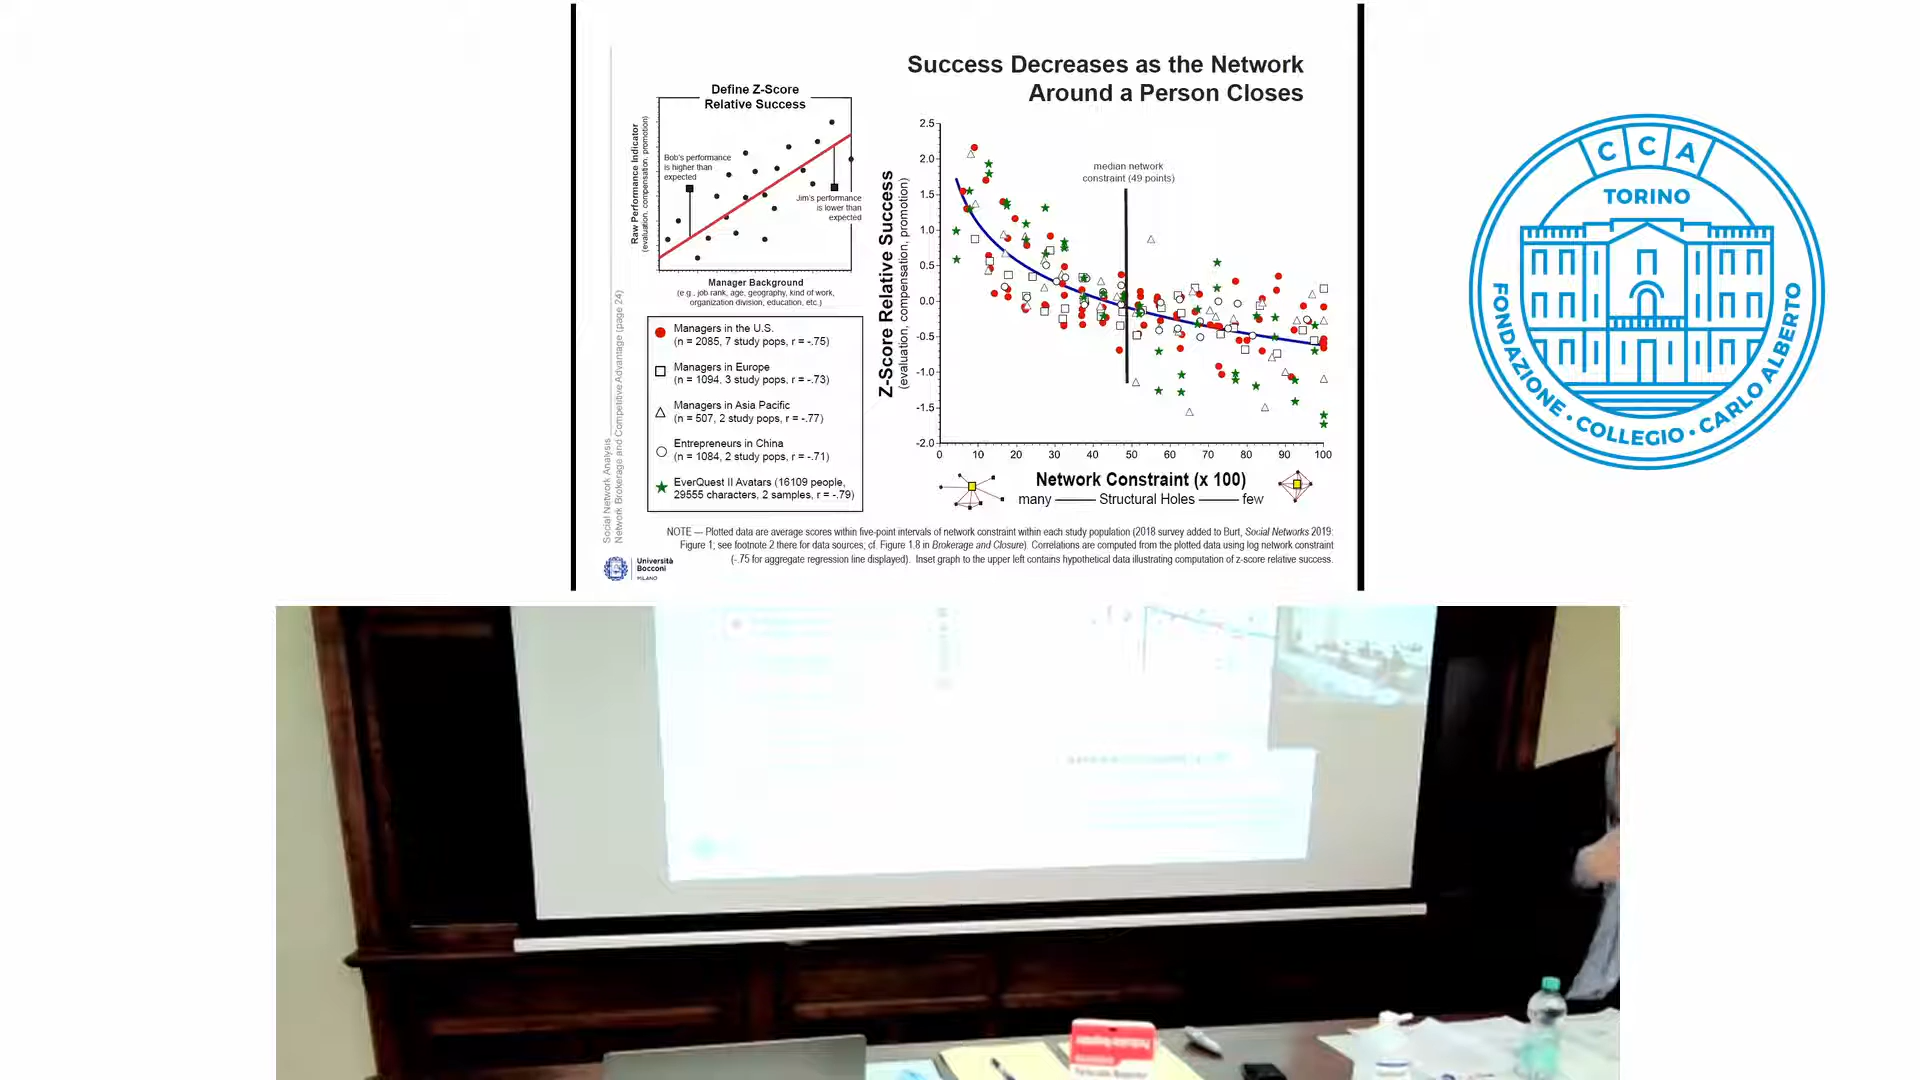 Success Decreases as the Network
Around a Person Closes
Define Z-Score
Relative Success
Raw Performance Indicator
(evaluation, compensation, promotion)
Bob's performance
is higher than
expected
Jim's performance
is lower than
expected
Manager Background
(e.g., job rank, age, geography, kind of work,
organization division, education, etc.)
Managers in the U.S.
(n = 2085, 7 study pops, r = -.75)
Managers in Europe
(n = 1094, 3 study pops, r = -.73)
Managers in Asia Pacific
(n = 507, 2 study pops, r = -.77)
Entrepreneurs in China
(n = 1084, 2 study pops, r = -.71)
EverQuest II Avatars (16109 people,
29555 characters, 2 samples, r = -.79)
Z-Score Relative Success
(evaluation, compensation, promotion)
2.5
2.0
1.5
1.0
0.5
0.0
-0.5
-1.0
-1.5
-2.0
median network
constraint (49 points)
0 10 20 30 40 50 60 70 80 90 100
Network Constraint (x 100)
many Structural Holes few
NOTE — Plotted data are average scores within five-point intervals of network constraint within each study population (2018 survey added to Burt, Social Networks 2019:
Figure 1; see footnote 2 there for data sources; cf. Figure 1.8 in Brokerage and Closure). Correlations are computed from the plotted data using log network constraint
(-.75 for aggregate regression line displayed). Inset graph to the upper left contains hypothetical data illustrating computation of z-score relative success.
Social Network Analysis
Network Brokerage and Competitive Advantage (page 24)
Università
Bocconi
MILANO
CCA
TORINO
FONDAZIONE • COLLEGIO • CARLO ALBERTO